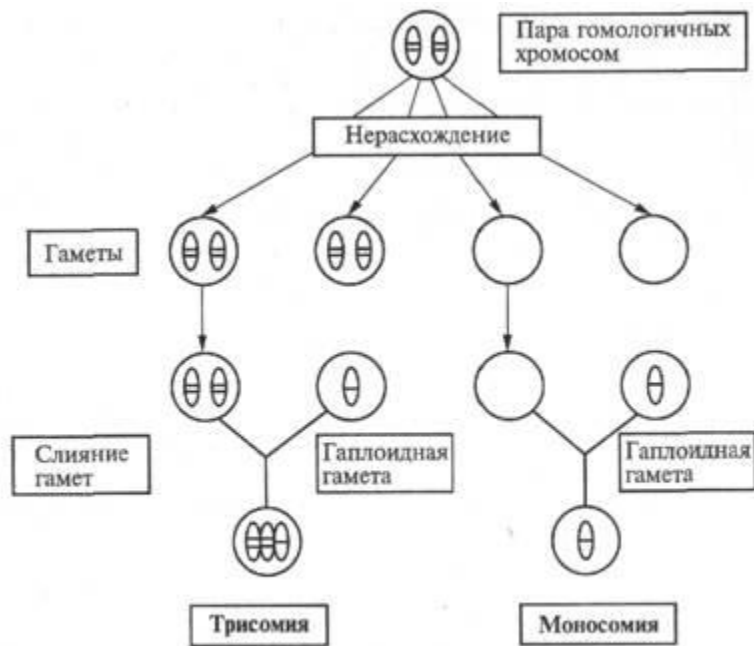 Пара гомологичных
хромосом
Нерасхождение
Гаметы
Слияние
гамет
Гаплоидная
гамета
Гаплоидная
гамета
Трисомия
Моносомия